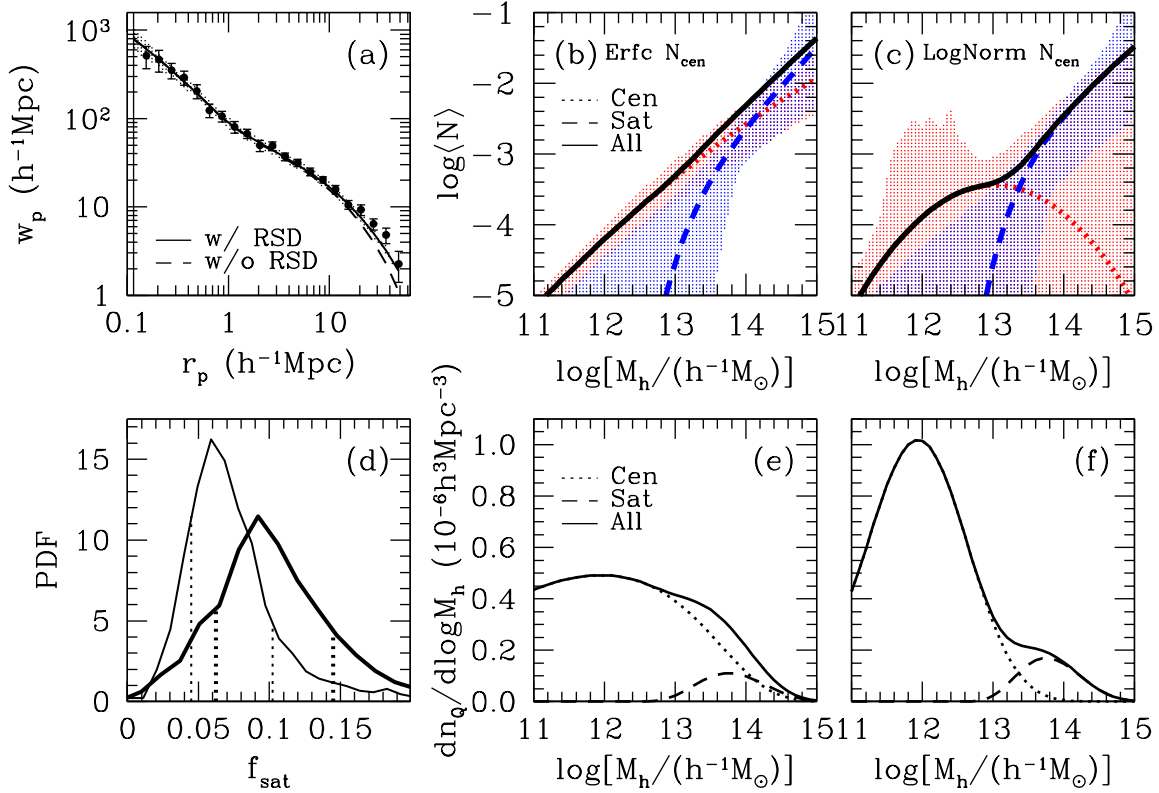 (a)
w_p (h⁻¹Mpc)
10³
10²
10
1
w/ RSD
w/o RSD
0.1 1 10
r_p (h⁻¹Mpc)
(b) Erfc N_cen
log⟨N⟩
−1
−2
−3
−4
−5
Cen
Sat
All
11 12 13 14 15
log[M_h/(h⁻¹M_⊙)]
(c) LogNorm N_cen
11 12 13 14 15
log[M_h/(h⁻¹M_⊙)]
(d)
PDF
15
10
5
0
0 0.05 0.1 0.15
f_sat
(e)
dn_Q/dlogM_h (10⁻⁶h³Mpc⁻³)
1.0
0.8
0.6
0.4
0.2
0.0
Cen
Sat
All
11 12 13 14 15
log[M_h/(h⁻¹M_⊙)]
(f)
11 12 13 14 15
log[M_h/(h⁻¹M_⊙)]